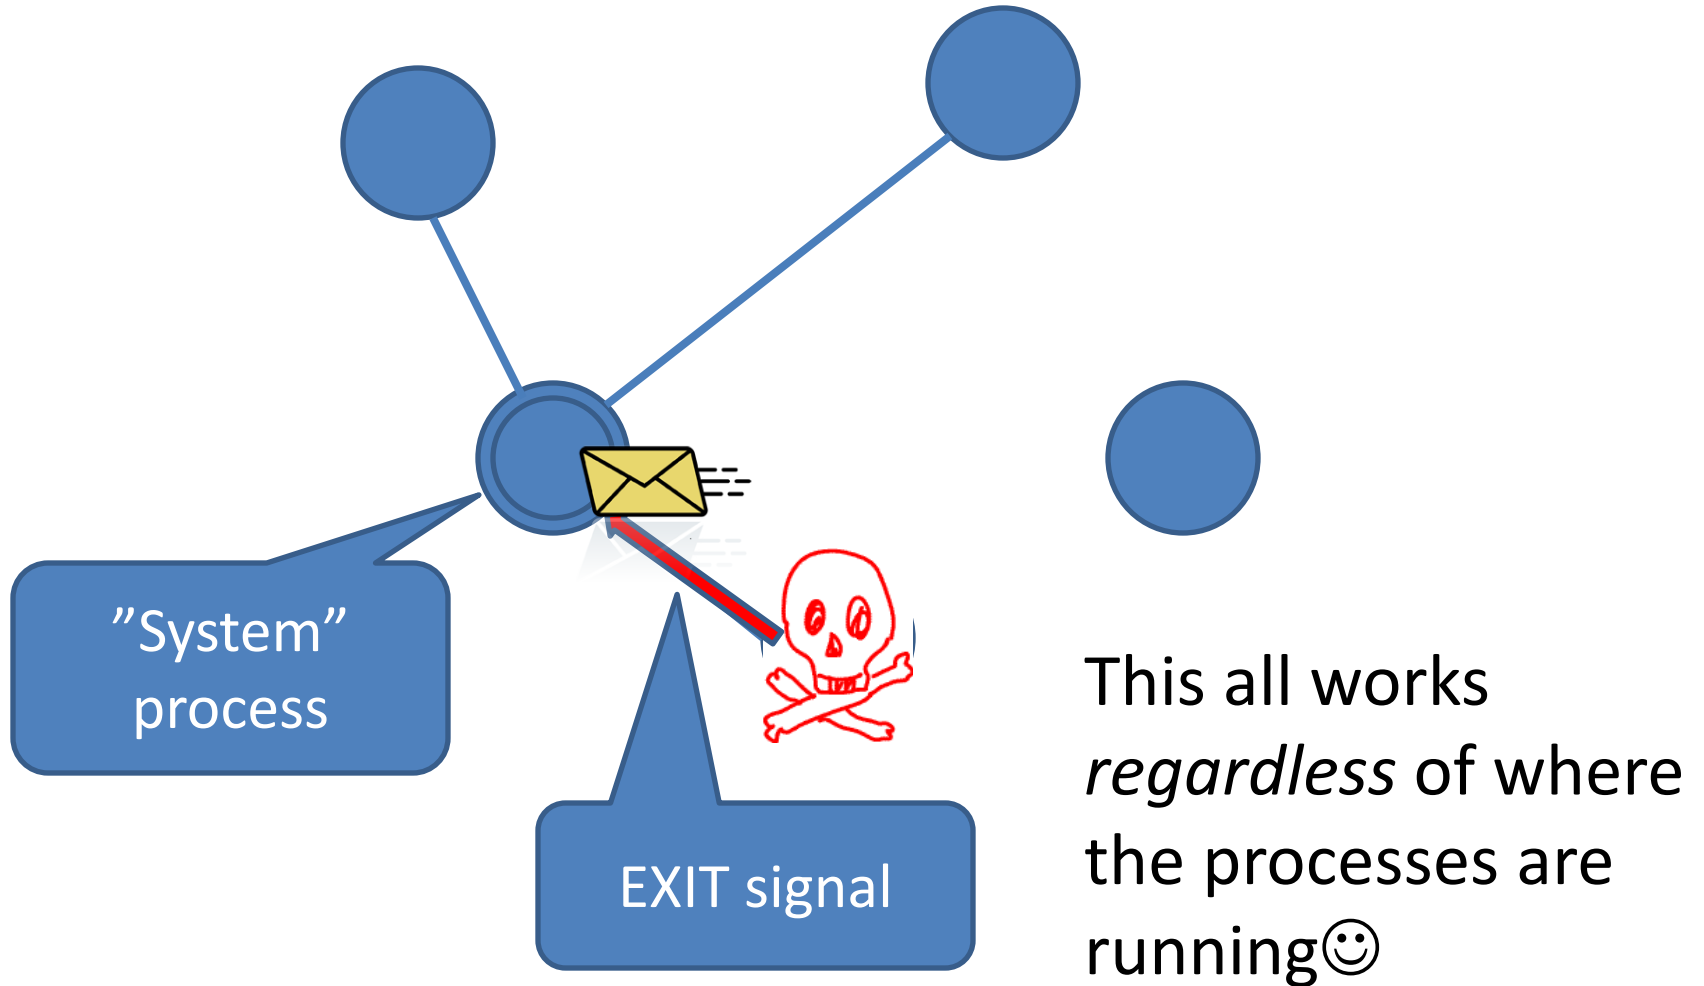 ”System”
process
EXIT signal
This all works
regardless of where
the processes are
running☺